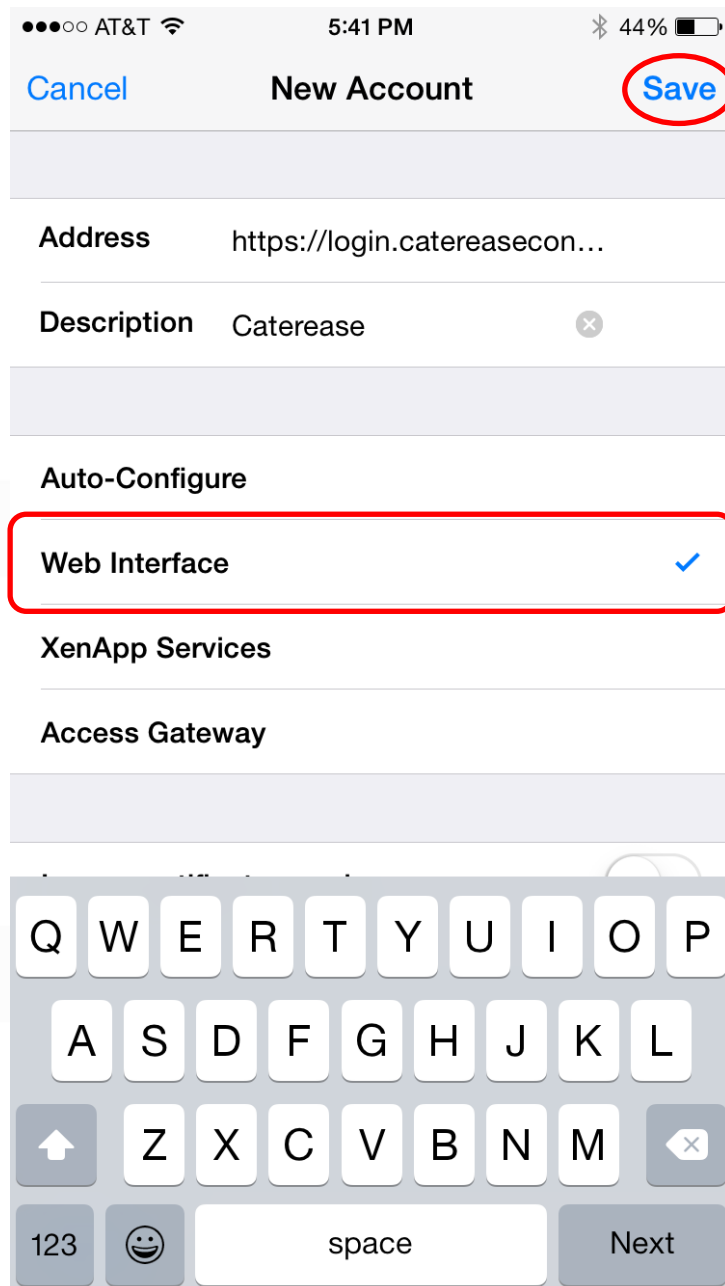 AT&T 5:41 PM 44%
Cancel New Account Save
Address https://login.catereasecon...
Description Caterease
Auto-Configure
Web Interface
XenApp Services
Access Gateway
Q W E R T Y U I O P
A S D F G H J K L
Z X C V B N M
123 space Next